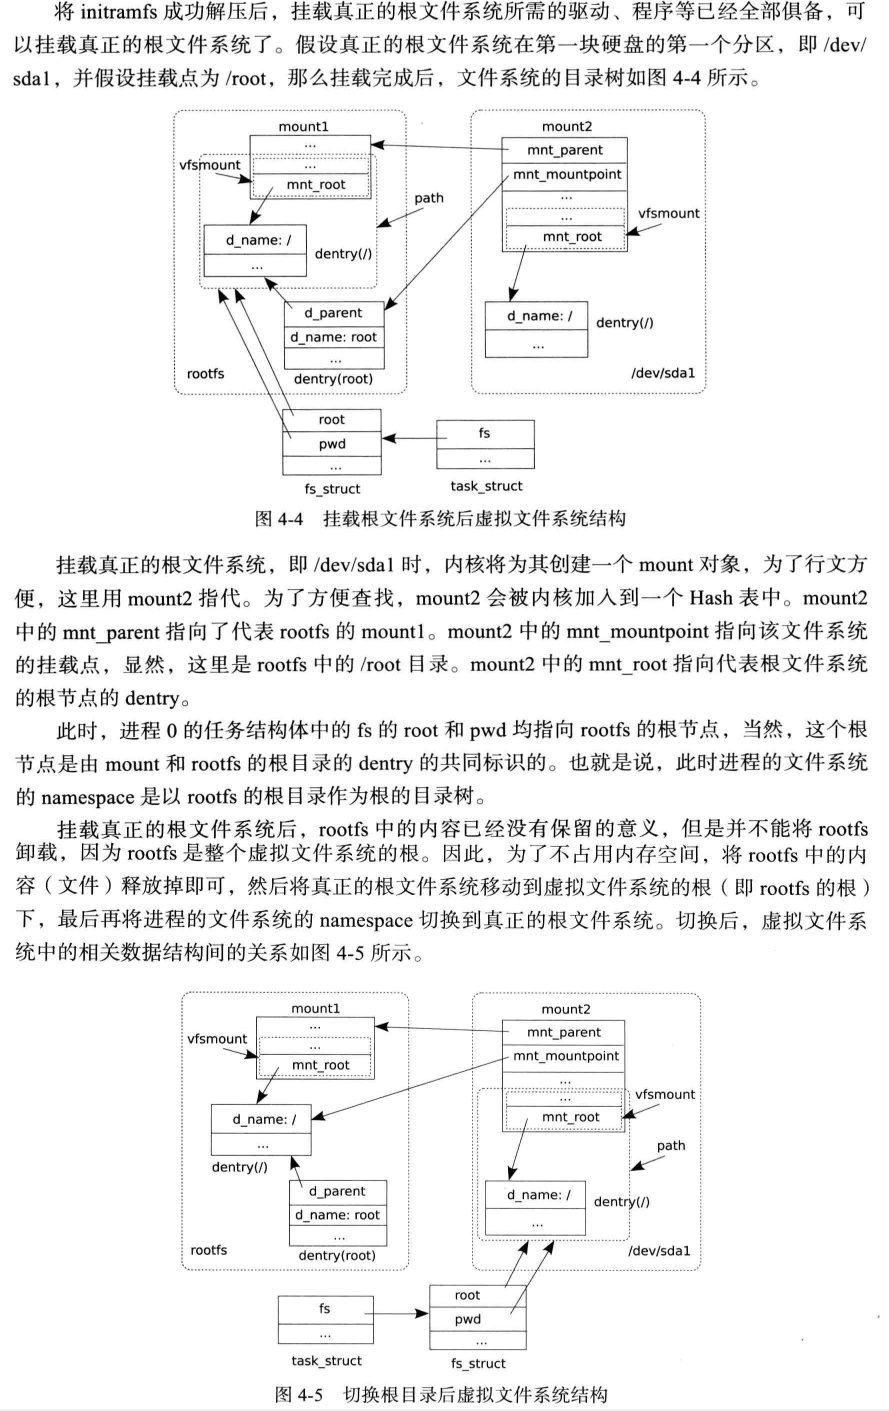 将 initramfs 成功解压后，挂载真正的根文件系统所需的驱动、程序等已经全部俱备，可
以挂载真正的根文件系统了。假设真正的根文件系统在第一块硬盘的第一个分区，即 /dev/
sda1，并假设挂载点为 /root，那么挂载完成后，文件系统的目录树如图 4-4 所示。
mount1
...
vfsmount
...
mnt_root
path
d_name: /
...
dentry(/)
d_parent
d_name: root
...
dentry(root)
rootfs
mount2
mnt_parent
mnt_mountpoint
...
...
mnt_root
vfsmount
d_name: /
...
dentry(/)
/dev/sda1
root
pwd
...
fs_struct
fs
...
task_struct
图 4-4 挂载根文件系统后虚拟文件系统结构
挂载真正的根文件系统，即 /dev/sda1 时，内核将为其创建一个 mount 对象，为了行文方
便，这里用 mount2 指代。为了方便查找，mount2 会被内核加入到一个 Hash 表中。mount2
中的 mnt_parent 指向了代表 rootfs 的 mount1。mount2 中的 mnt_mountpoint 指向该文件系统
的挂载点，显然，这里是 rootfs 中的 /root 目录。mount2 中的 mnt_root 指向代表根文件系统
的根节点的 dentry。
此时，进程 0 的任务结构体中的 fs 的 root 和 pwd 均指向 rootfs 的根节点，当然，这个根
节点是由 mount 和 rootfs 的根目录的 dentry 的共同标识的。也就是说，此时进程的文件系统
的 namespace 是以 rootfs 的根目录作为根的目录树。
挂载真正的根文件系统后，rootfs 中的内容已经没有保留的意义，但是并不能将 rootfs
卸载，因为 rootfs 是整个虚拟文件系统的根。因此，为了不占用内存空间，将 rootfs 中的内
容（文件）释放掉即可，然后将真正的根文件系统移动到虚拟文件系统的根（即 rootfs 的根）
下，最后再将进程的文件系统的 namespace 切换到真正的根文件系统。切换后，虚拟文件系
统中的相关数据结构间的关系如图 4-5 所示。
mount1
...
vfsmount
...
mnt_root
d_name: /
...
dentry(/)
d_parent
d_name: root
...
dentry(root)
rootfs
mount2
mnt_parent
mnt_mountpoint
...
...
mnt_root
vfsmount
path
d_name: /
...
dentry(/)
/dev/sda1
fs
...
task_struct
root
pwd
...
fs_struct
图 4-5 切换根目录后虚拟文件系统结构